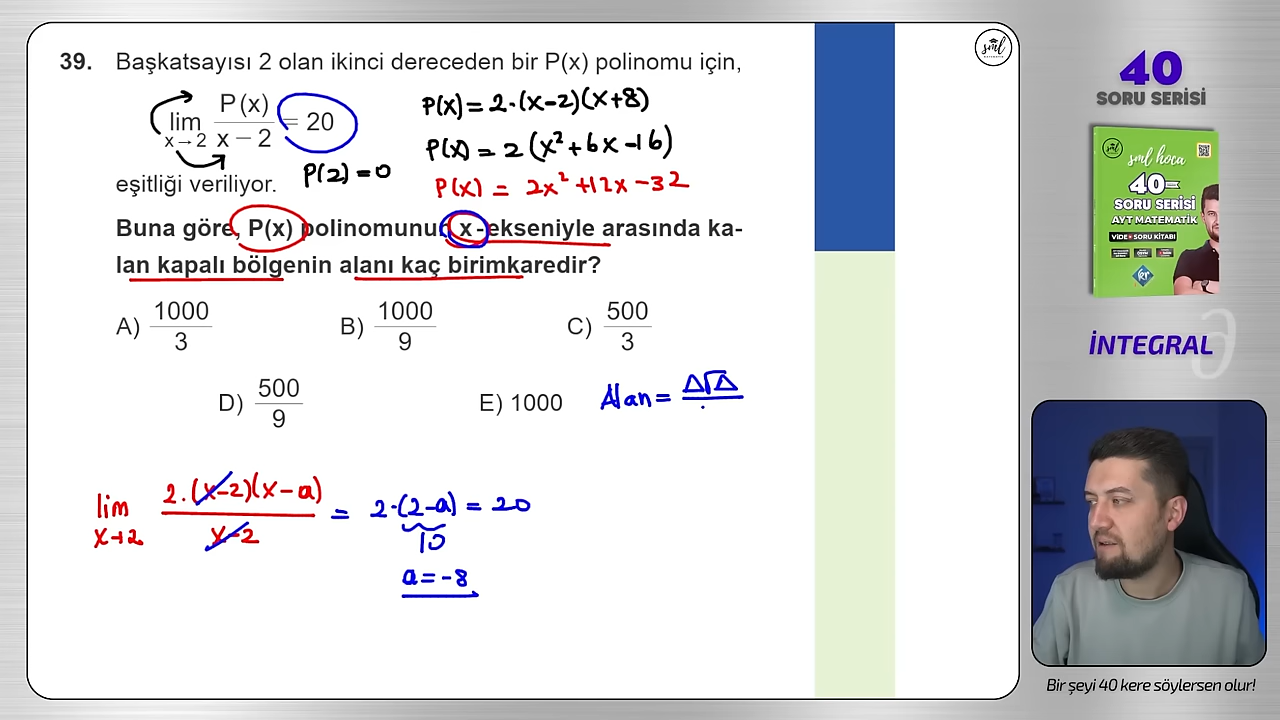 39. Başkatsayısı 2 olan ikinci dereceden bir P(x) polinomu için,
lim x→2 P(x) / x − 2 = 20
P(2)=0
eşitliği veriliyor.
P(x) = 2·(x−2)(x+8)
P(x) = 2(x²+6x−16)
P(x) = 2x²+12x−32
Buna göre, P(x) polinomunun x -ekseniyle arasında ka-
lan kapalı bölgenin alanı kaç birimkaredir?
A) 1000/3 B) 1000/9 C) 500/3
D) 500/9 E) 1000
Alan = Δ√Δ
lim x→2 2·(x−2)(x−a) / x−2 = 2·(2−a) = 20
10
a = −8
sml
40
SORU SERİSİ
sml hoca
40
SORU SERİSİ
AYT MATEMATİK
VİDEO SORU KİTABI
İNTEGRAL
Bir şeyi 40 kere söylersen olur!